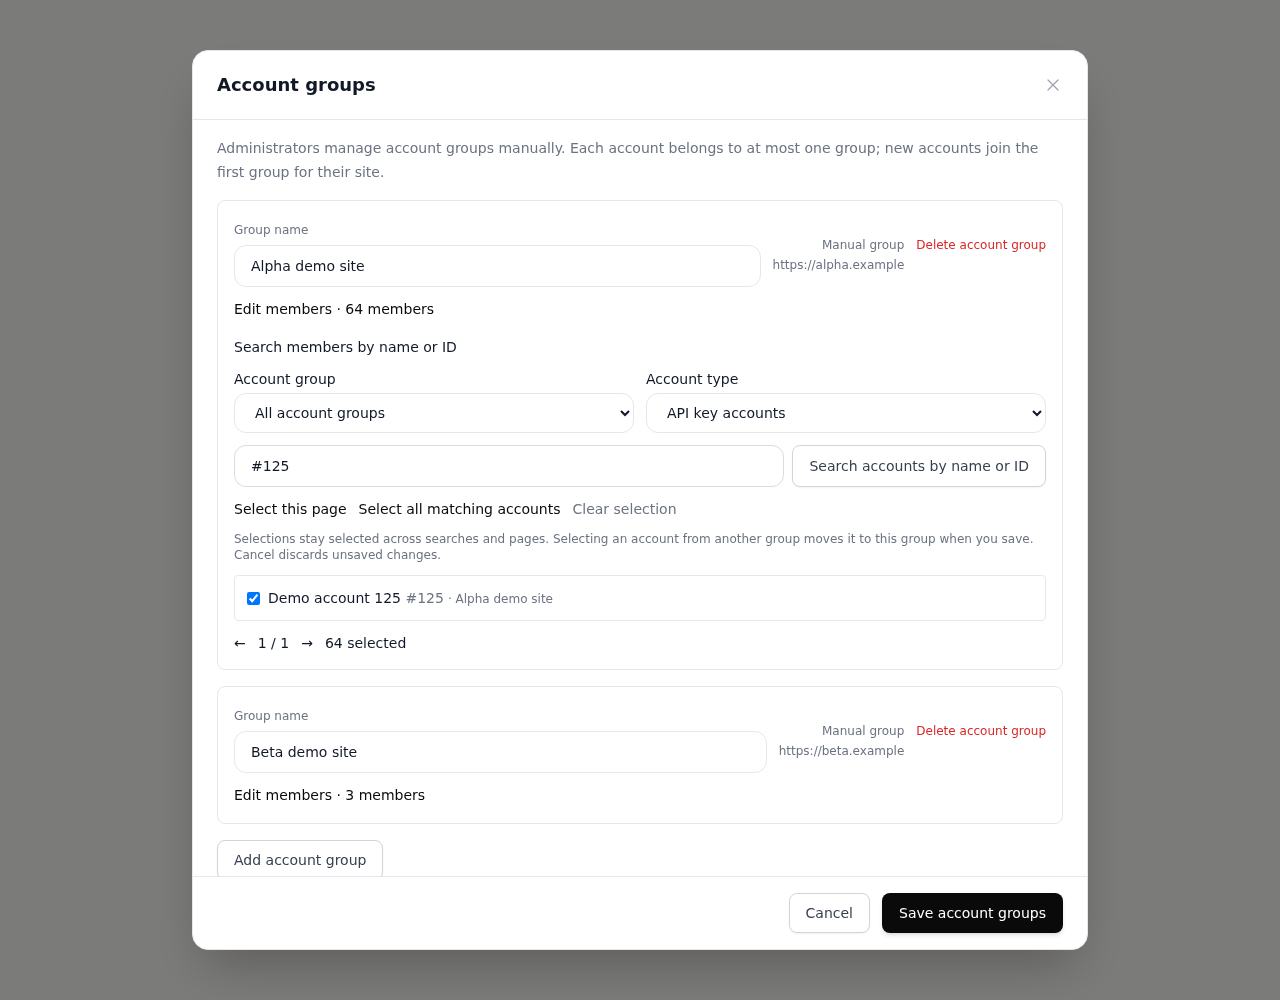 Account groups
Administrators manage account groups manually. Each account belongs to at most one group; new accounts join the
first group for their site.
Group name
Manual group Delete account group
Alpha demo site
https://alpha.example
Edit members · 64 members
Search members by name or ID
Account group Account type
All account groups API key accounts
#125 Search accounts by name or ID
Select this page Select all matching accounts Clear selection
Selections stay selected across searches and pages. Selecting an account from another group moves it to this group when you save.
Cancel discards unsaved changes.
Demo account 125 #125 · Alpha demo site
← 1 / 1 → 64 selected
Group name
Manual group Delete account group
Beta demo site
https://beta.example
Edit members · 3 members
Add account group
Cancel Save account groups